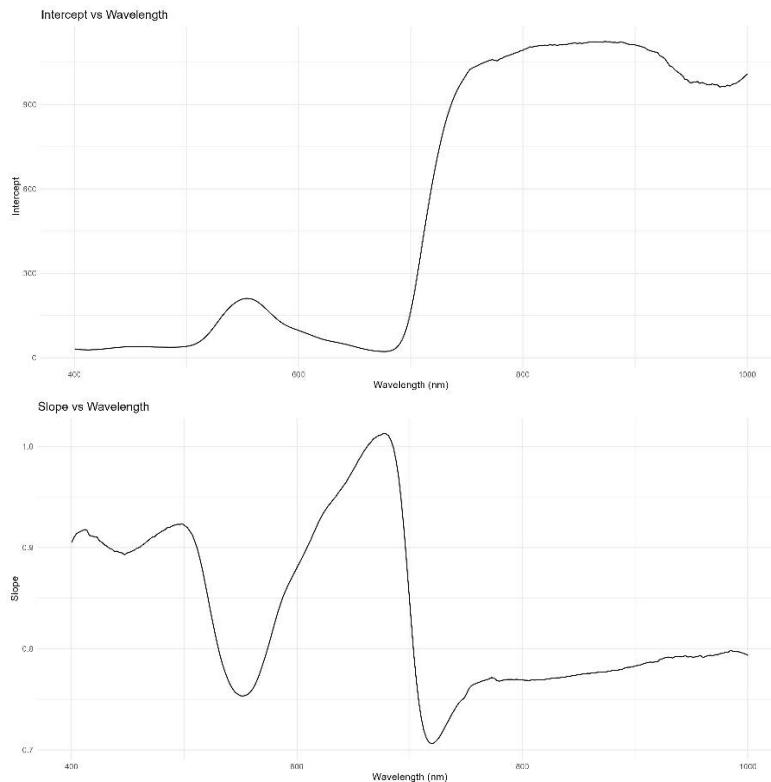 Intercept vs Wavelength
900
600
300
0
Intercept
400
600
800
1000
Wavelength (nm)
Slope vs Wavelength
1.0
0.9
0.8
0.7
Slope
400
600
800
1000
Wavelength (nm)